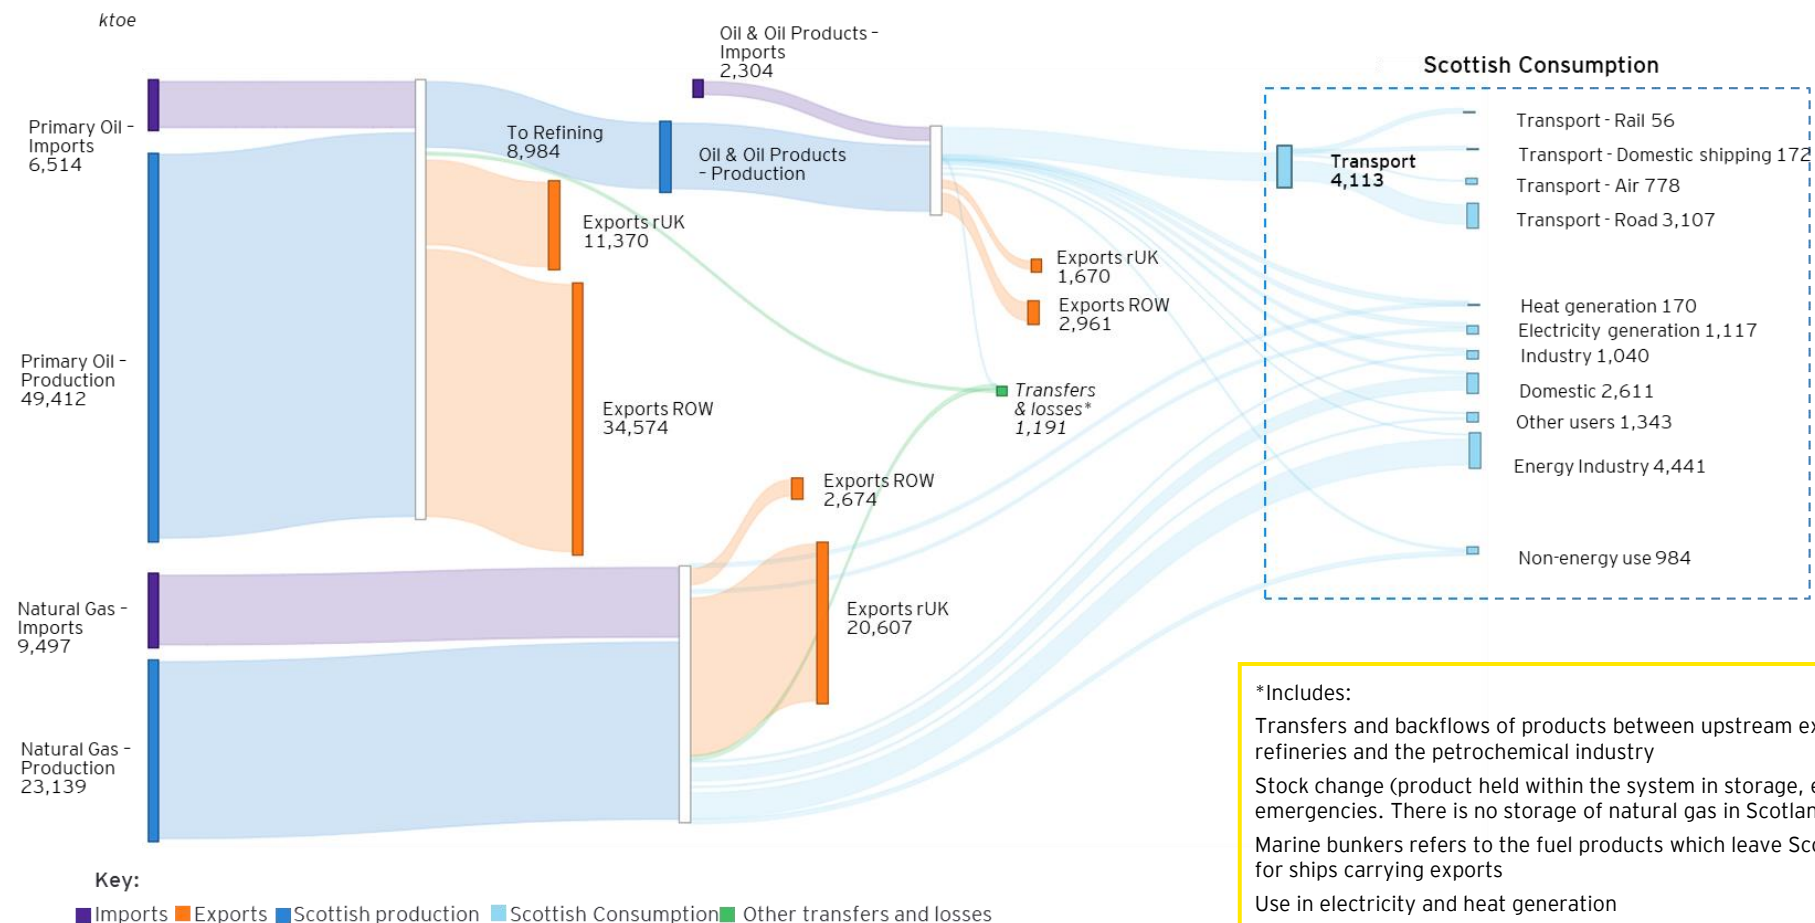 ktoe
Oil & Oil Products –
Imports
2,304
Scottish Consumption
Primary Oil –
Imports
6,514
To Refining
8,984
Oil & Oil Products
– Production
Transport
4,113
Transport - Rail 56
Transport - Domestic shipping 172
Transport - Air 778
Transport - Road 3,107
Exports rUK
11,370
Exports rUK
1,670
Exports ROW
2,961
Heat generation 170
Electricity generation 1,117
Industry 1,040
Domestic 2,611
Other users 1,343
Energy Industry 4,441
Non-energy use 984
Primary Oil –
Production
49,412
Exports ROW
34,574
Transfers
& losses*
1,191
Exports ROW
2,674
Natural Gas –
Imports
9,497
Exports rUK
20,607
Natural Gas –
Production
23,139
*Includes:
Transfers and backflows of products between upstream
refineries and the petrochemical industry
Stock change (product held within the system in storage,
emergencies. There is no storage of natural gas in
Marine bunkers refers to the fuel products which leave
for ships carrying exports
Use in electricity and heat generation
Key:
Imports Exports Scottish production Scottish Consumption Other transfers and losses